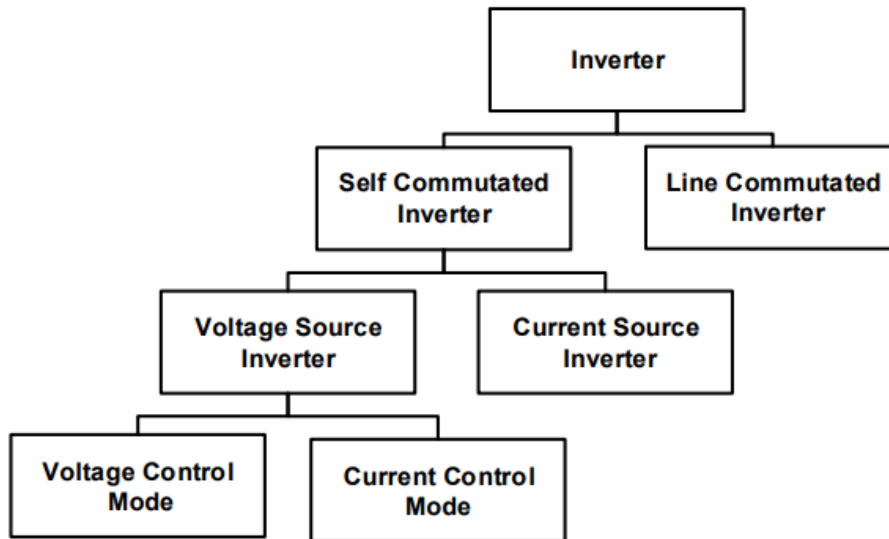 Inverter
Self Commutated
Inverter
Line Commutated
Inverter
Voltage Source
Inverter
Current Source
Inverter
Voltage Control
Mode
Current Control
Mode